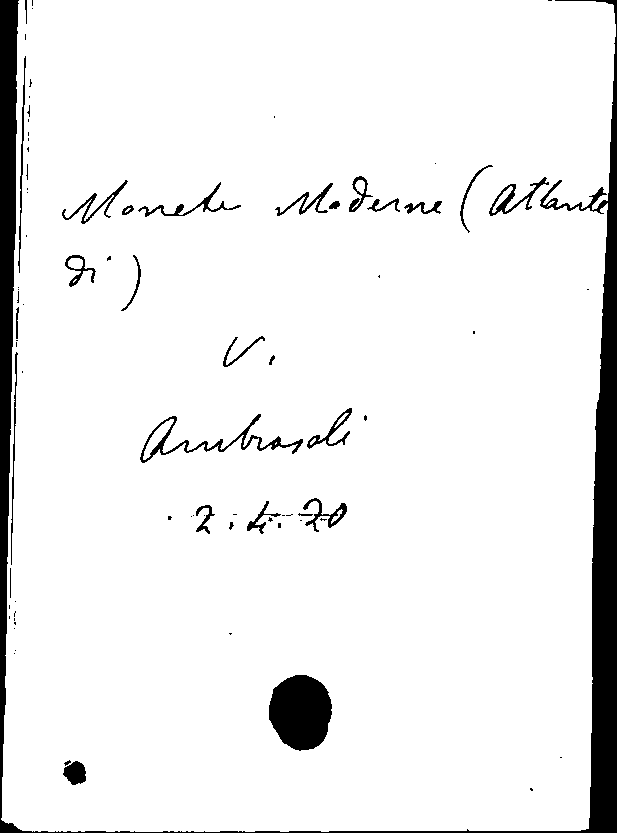 Monete Moderne (Atlante
di)
V.
Ambrosoli
2.4.20